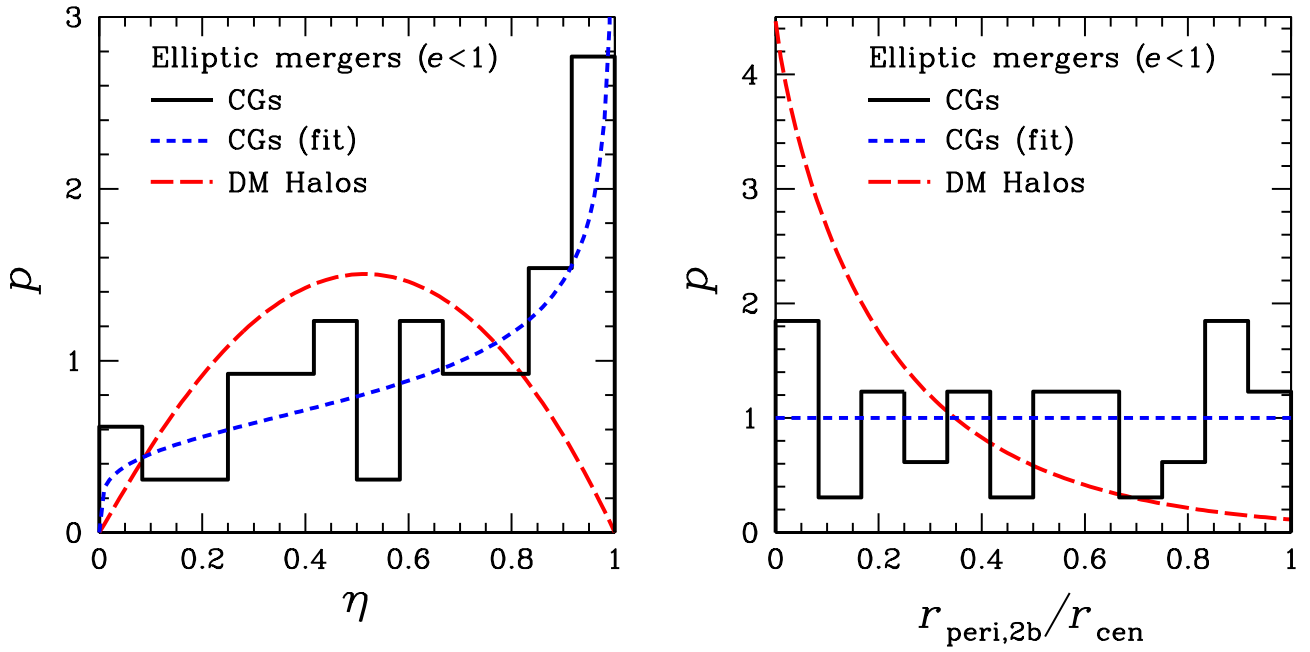 Elliptic mergers (e<1)
CGs
CGs (fit)
DM Halos
3
2
1
0
p
0 0.2 0.4 0.6 0.8 1
η
Elliptic mergers (e<1)
CGs
CGs (fit)
DM Halos
4
3
2
1
0
p
0 0.2 0.4 0.6 0.8 1
r_peri,2b/r_cen